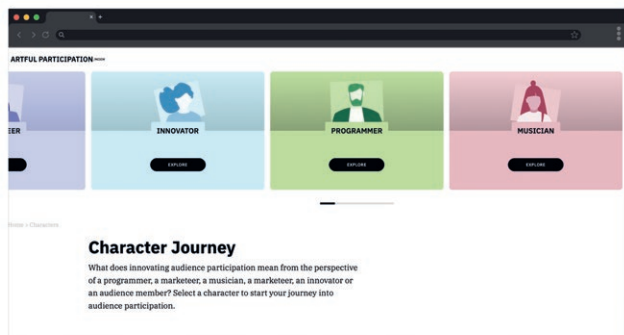 ARTFUL PARTICIPATION
EER
INNOVATOR
PROGRAMMER
MUSICIAN
EXPLORE
EXPLORE
EXPLORE
Home > Characters
Character Journey
What does innovating audience participation mean from the perspective
of a programmer, a marketeer, a musician, a marketeer, an innovator or
an audience member? Select a character to start your journey into
audience participation.